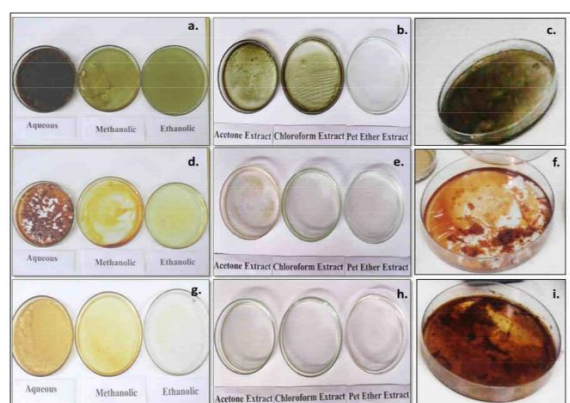 a.
b.
c.
Aqueous
Methanolic
Ethanolic
Acetone Extract
Chloroform Extract
Pet Ether Extract
d.
e.
f.
Aqueous
Methanolic
Ethanolic
Acetone Extract
Chloroform Extract
Pet Ether Extract
g.
h.
i.
Aqueous
Methanolic
Ethanolic
Acetone Extract
Chloroform Extract
Pet Ether Extract